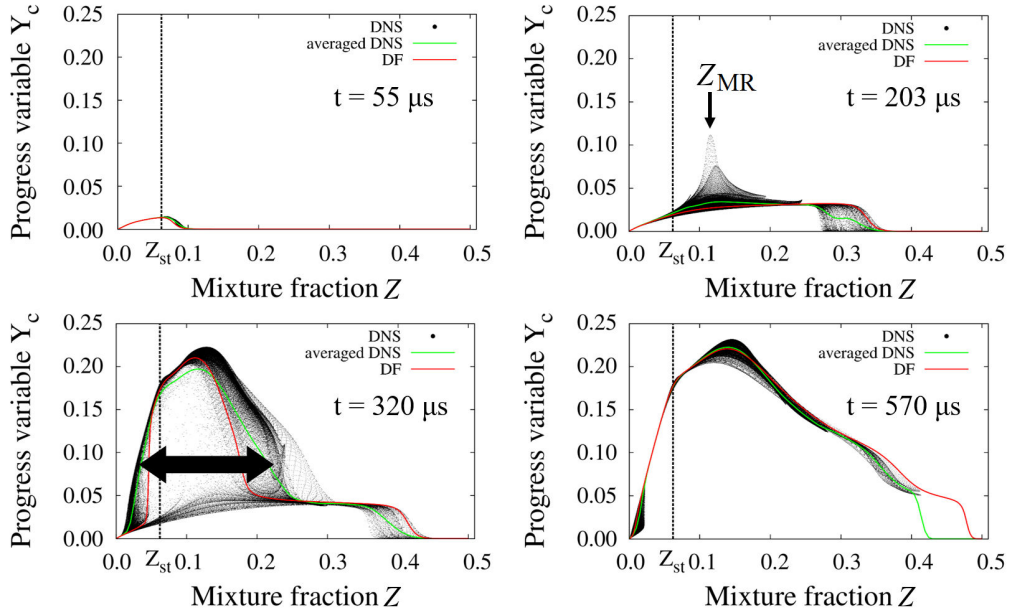 Progress variable Y_c
0.25
0.20
0.15
0.10
0.05
0.00
DNS
averaged DNS
DF
t = 55 μs
0.0 Z_st 0.1 0.2 0.3 0.4 0.5
Mixture fraction Z
Progress variable Y_c
0.25
0.20
0.15
0.10
0.05
0.00
DNS
averaged DNS
DF
Z_MR
t = 203 μs
0.0 Z_st 0.1 0.2 0.3 0.4 0.5
Mixture fraction Z
Progress variable Y_c
0.25
0.20
0.15
0.10
0.05
0.00
DNS
averaged DNS
DF
t = 320 μs
0.0 Z_st 0.1 0.2 0.3 0.4 0.5
Mixture fraction Z
Progress variable Y_c
0.25
0.20
0.15
0.10
0.05
0.00
DNS
averaged DNS
DF
t = 570 μs
0.0 Z_st 0.1 0.2 0.3 0.4 0.5
Mixture fraction Z